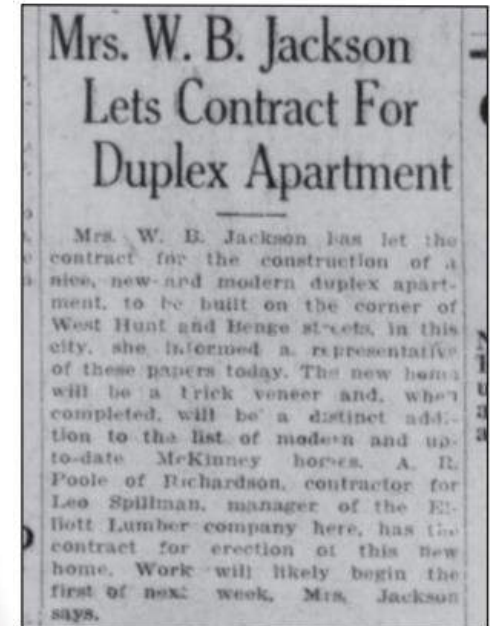 Mrs. W. B. Jackson
Lets Contract For
Duplex Apartment
Mrs. W. B. Jackson has let the
contract for the construction of a
nice, new and modern duplex apart-
ment, to be built on the corner of
West Hunt and Benge streets, in this
city, she informed a representative
of these papers today. The new home
will be a brick veneer and, when
completed, will be a distinct addi-
tion to the list of modern and up-
to-date McKinney homes. A. R.
Poole of Richardson, contractor for
Leo Spillman, manager of the El-
liott Lumber company here, has the
contract for erection of this new
home. Work will likely begin the
first of next week, Mrs. Jackson
says.